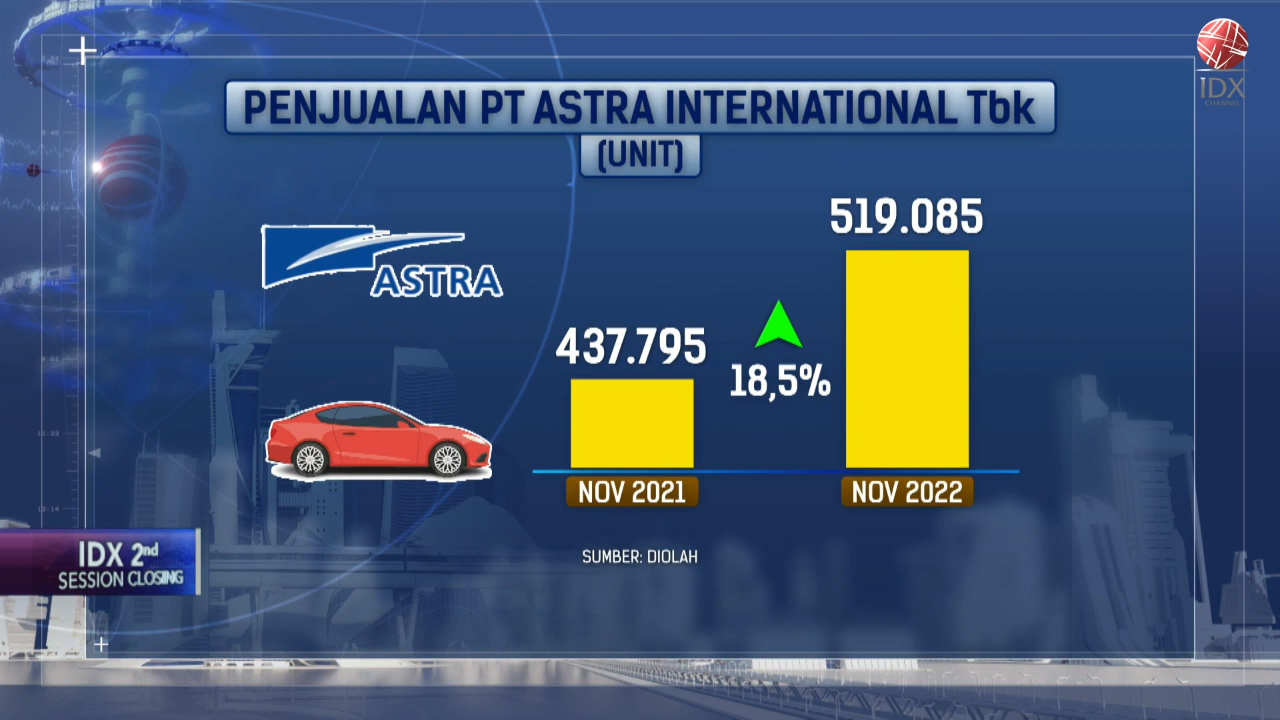 IDX
CHANNEL
PENJUALAN PT ASTRA INTERNATIONAL Tbk
(UNIT)
ASTRA
437.795
18,5%
519.085
NOV 2021
NOV 2022
SUMBER: DIOLAH
IDX 2nd
SESSION CLOSING